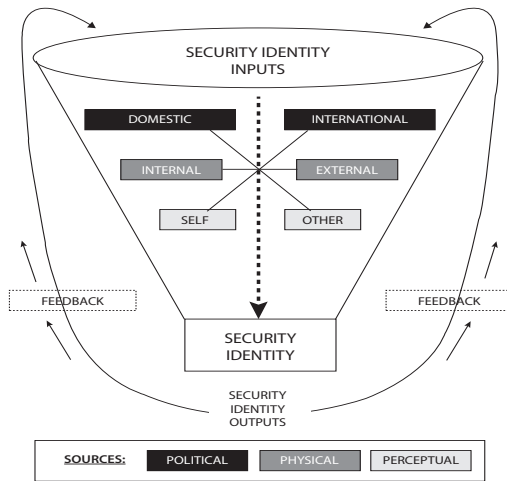 SECURITY IDENTITY
INPUTS
DOMESTIC
INTERNATIONAL
INTERNAL
EXTERNAL
SELF
OTHER
FEEDBACK
FEEDBACK
SECURITY
IDENTITY
SECURITY
IDENTITY
OUTPUTS
SOURCES: POLITICAL PHYSICAL PERCEPTUAL